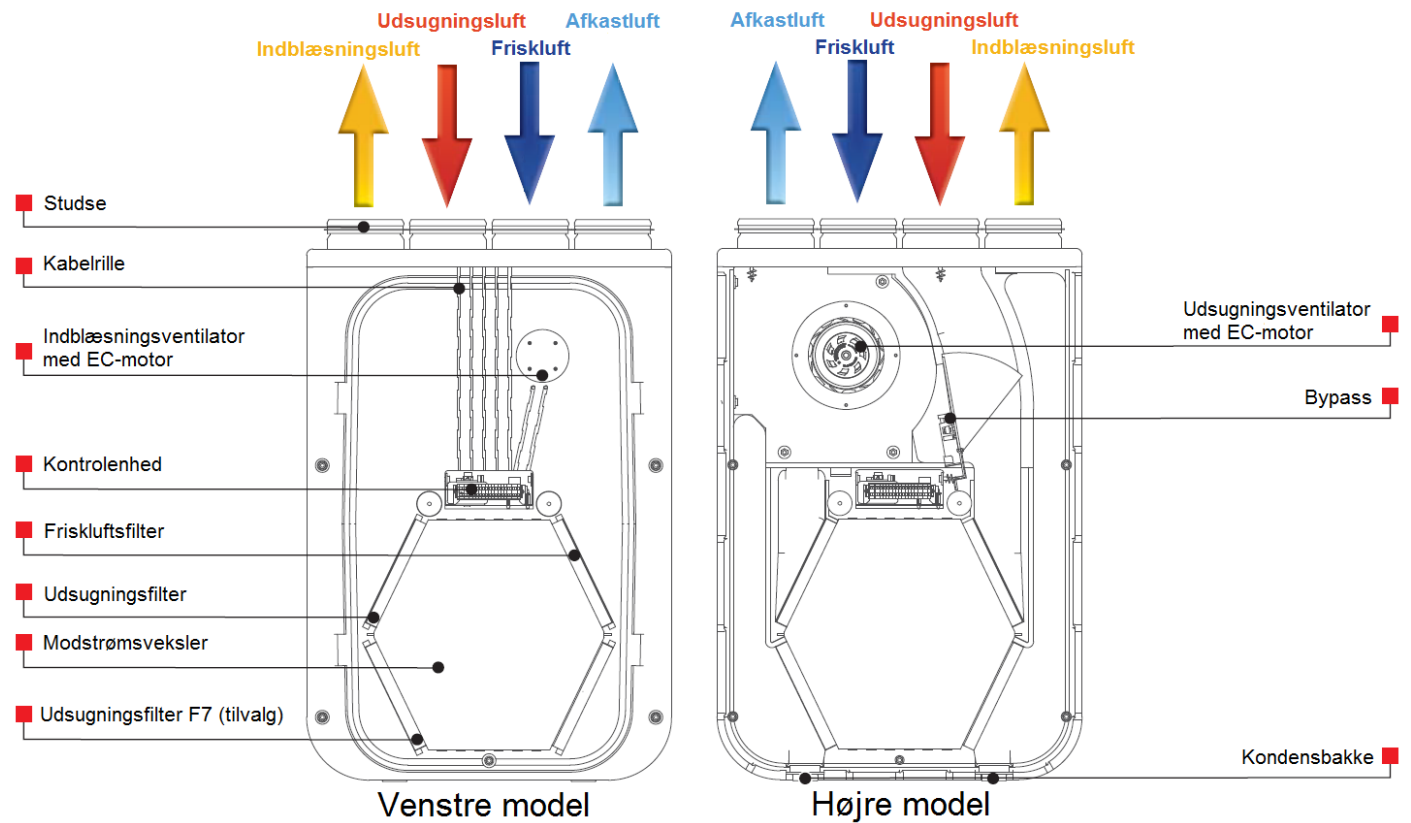 Udsugningsluft
Afkastluft
Indblæsningsluft
Friskluft
Afkastluft
Udsugningsluft
Friskluft
Indblæsningsluft
Studse
Kabelrille
Indblæsningsventilator
med EC-motor
Kontrolenhed
Friskluftsfilter
Udsugningsfilter
Modstrømsveksler
Udsugningsfilter F7 (tilvalg)
Udsugningsventilator
med EC-motor
Bypass
Kondensbakke
Venstre model
Højre model